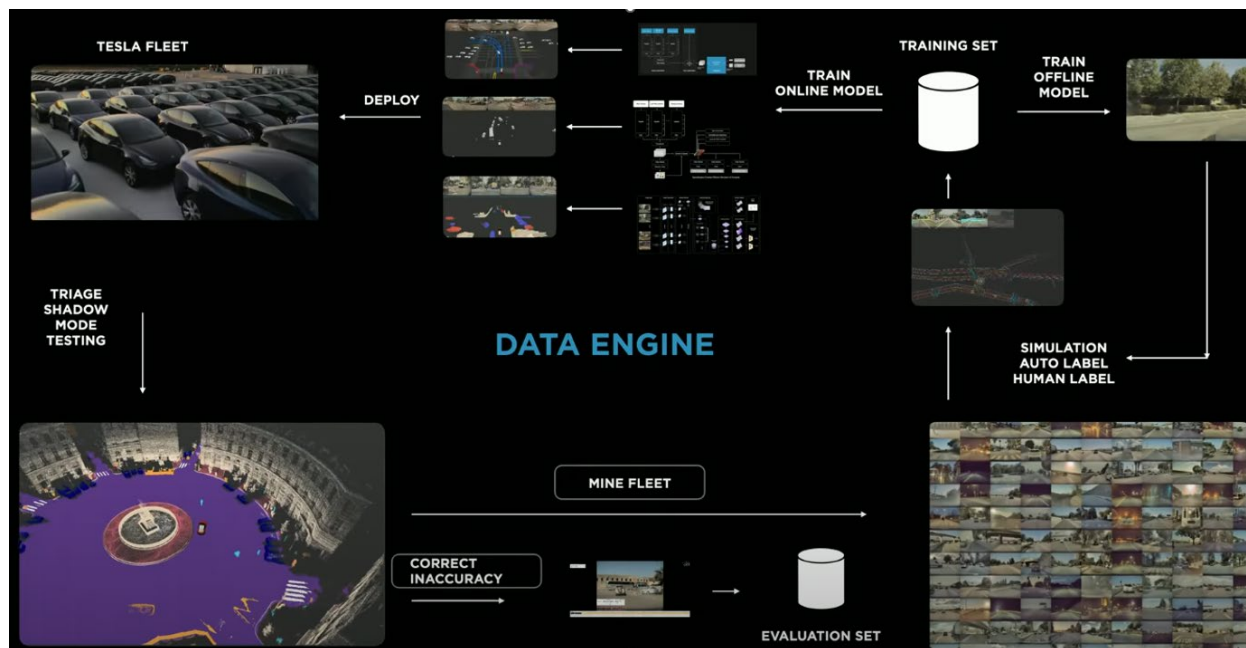 TESLA FLEET
DEPLOY
TRAIN
ONLINE MODEL
TRAINING SET
TRAIN
OFFLINE
MODEL
TRIAGE
SHADOW
MODE
TESTING
DATA ENGINE
SIMULATION
AUTO LABEL
HUMAN LABEL
MINE FLEET
CORRECT
INACCURACY
EVALUATION SET